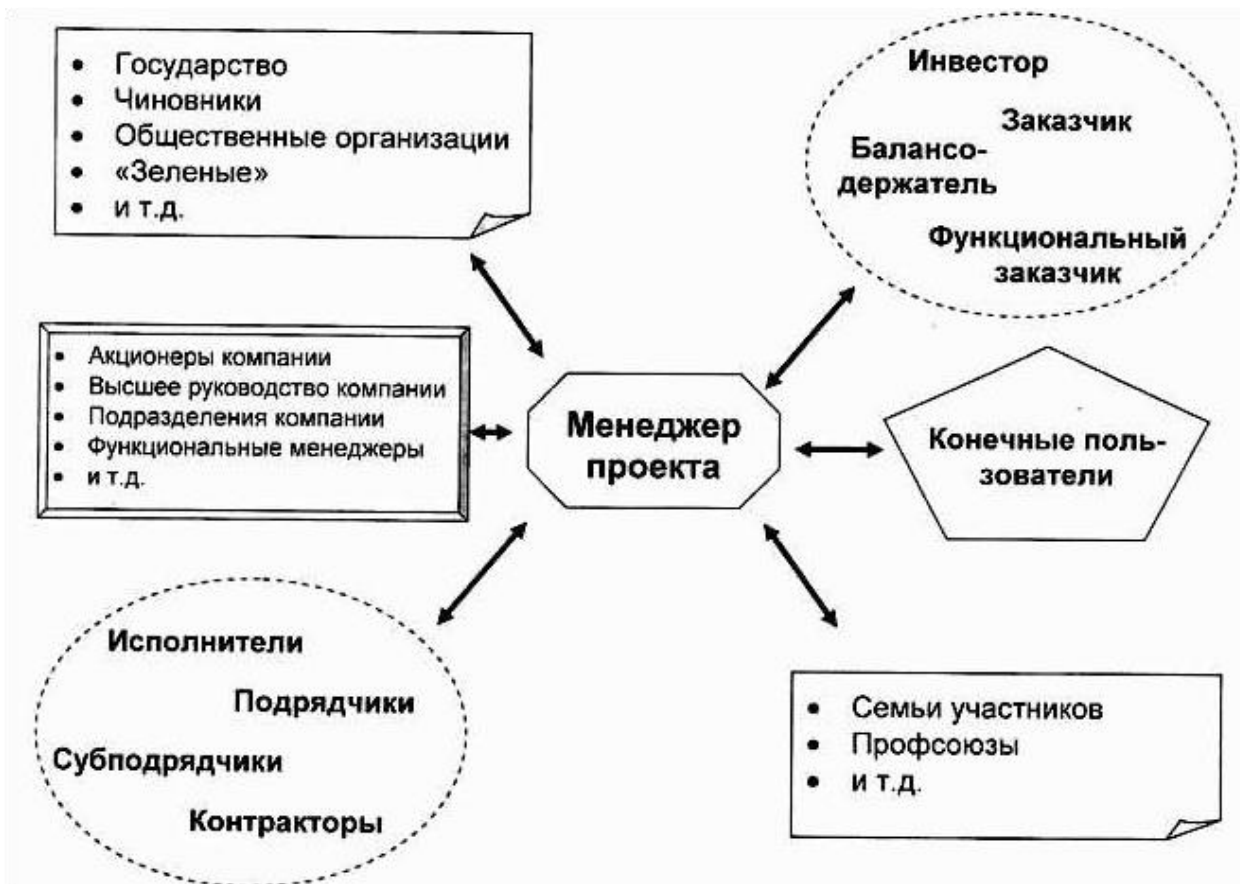 • Государство
• Чиновники
• Общественные организации
• «Зеленые»
• и т.д.
Инвестор
Заказчик
Балансо-
держатель
Функциональный
заказчик
• Акционеры компании
• Высшее руководство компании
• Подразделения компании
• Функциональные менеджеры
• и т.д.
Менеджер
проекта
Конечные поль-
зователи
Исполнители
Подрядчики
Субподрядчики
Контракторы
• Семьи участников
• Профсоюзы
• и т.д.